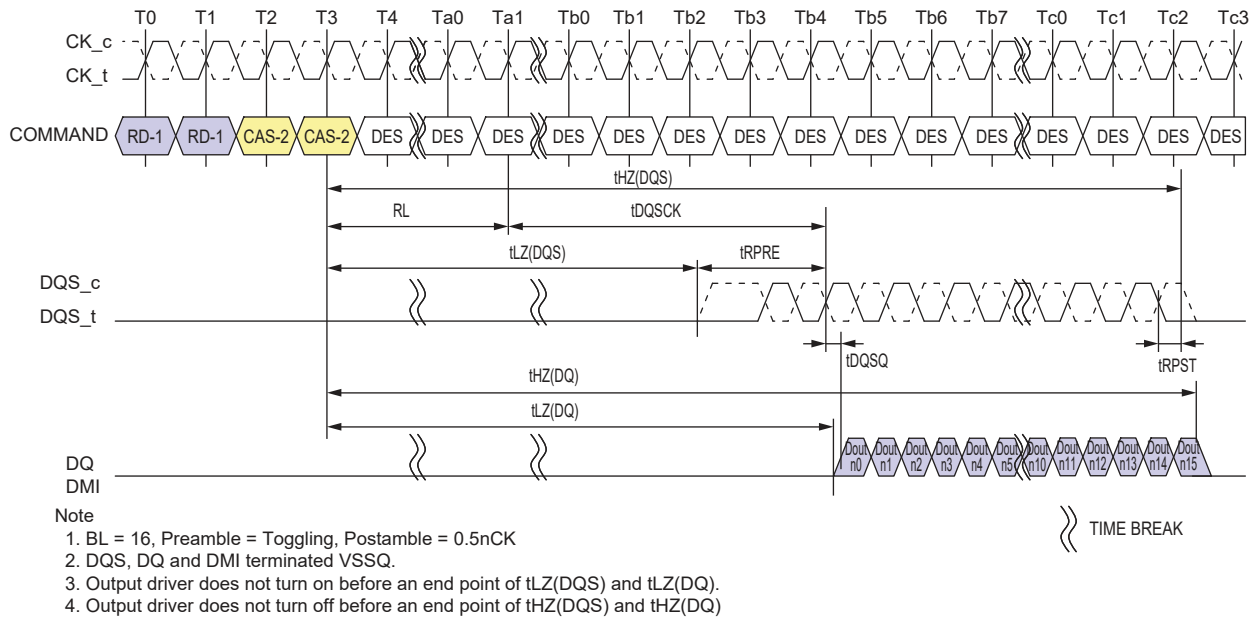 T0 T1 T2 T3 T4 Ta0 Ta1 Tb0 Tb1 Tb2 Tb3 Tb4 Tb5 Tb6 Tb7 Tc0 Tc1 Tc2 Tc3
CK_c
CK_t
COMMAND RD-1 RD-1 CAS-2 CAS-2 DES DES DES DES DES DES DES DES DES DES DES DES DES DES DES
tHZ(DQS)
RL tDQSCK
tLZ(DQS) tRPRE
DQS_c
DQS_t
tDQSQ tRPST
tHZ(DQ)
tLZ(DQ)
Dout Dout Dout Dout Dout Dout Dout Dout Dout Dout Dout Dout
n0 n1 n2 n3 n4 n5 n10 n11 n12 n13 n14 n15
DQ
DMI
Note
1. BL = 16, Preamble = Toggling, Postamble = 0.5nCK
2. DQS, DQ and DMI terminated VSSQ.
3. Output driver does not turn on before an end point of tLZ(DQS) and tLZ(DQ).
4. Output driver does not turn off before an end point of tHZ(DQS) and tHZ(DQ)
TIME BREAK